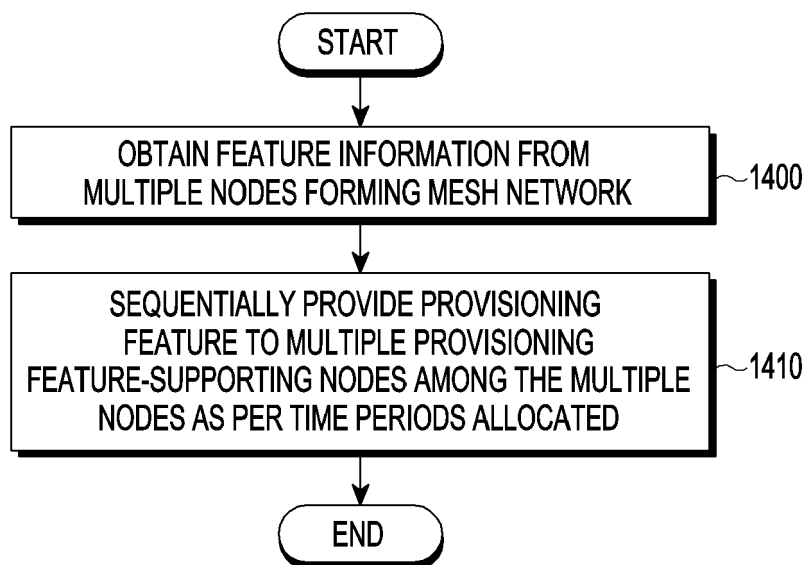 START
OBTAIN FEATURE INFORMATION FROM
MULTIPLE NODES FORMING MESH NETWORK
1400
SEQUENTIALLY PROVIDE PROVISIONING
FEATURE TO MULTIPLE PROVISIONING
FEATURE-SUPPORTING NODES AMONG THE MULTIPLE
NODES AS PER TIME PERIODS ALLOCATED
1410
END